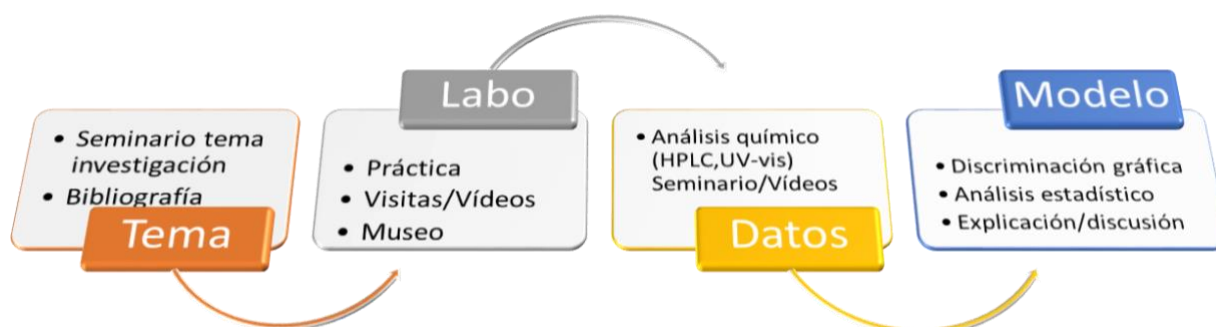 • Seminario tema
investigación
• Bibliografía
Tema
Labo
• Práctica
• Visitas/Vídeos
• Museo
• Análisis químico
(HPLC,UV-vis)
Seminario/Vídeos
Datos
Modelo
• Discriminación gráfica
• Análisis estadístico
• Explicación/discusión